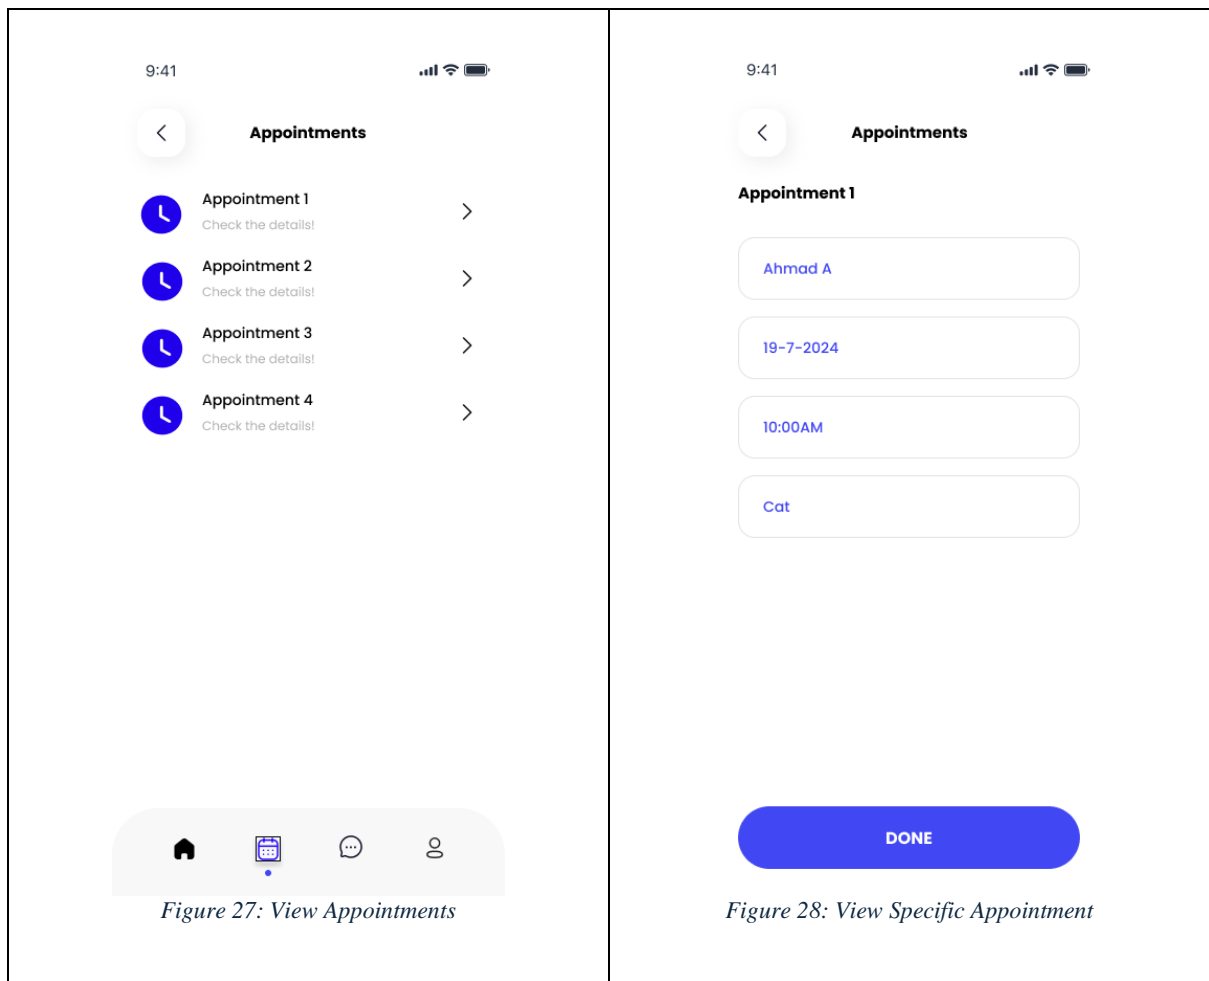 9:41
Appointments
Appointment 1
Check the details!
Appointment 2
Check the details!
Appointment 3
Check the details!
Appointment 4
Check the details!
Figure 27: View Appointments
9:41
Appointments
Appointment 1
Ahmad A
19-7-2024
10:00AM
Cat
DONE
Figure 28: View Specific Appointment